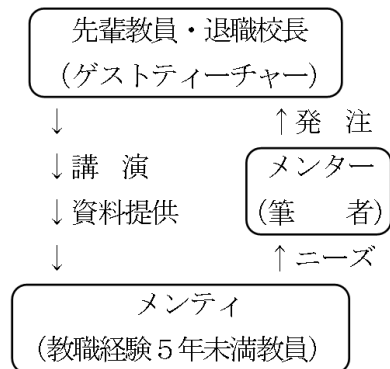 先輩教員・退職校長
（ゲストティーチャー）
↓ ↑発　注
↓講　演 メンター
↓資料提供 （筆　　者）
↓ ↑ニーズ
メンティ
（教職経験５年未満教員）